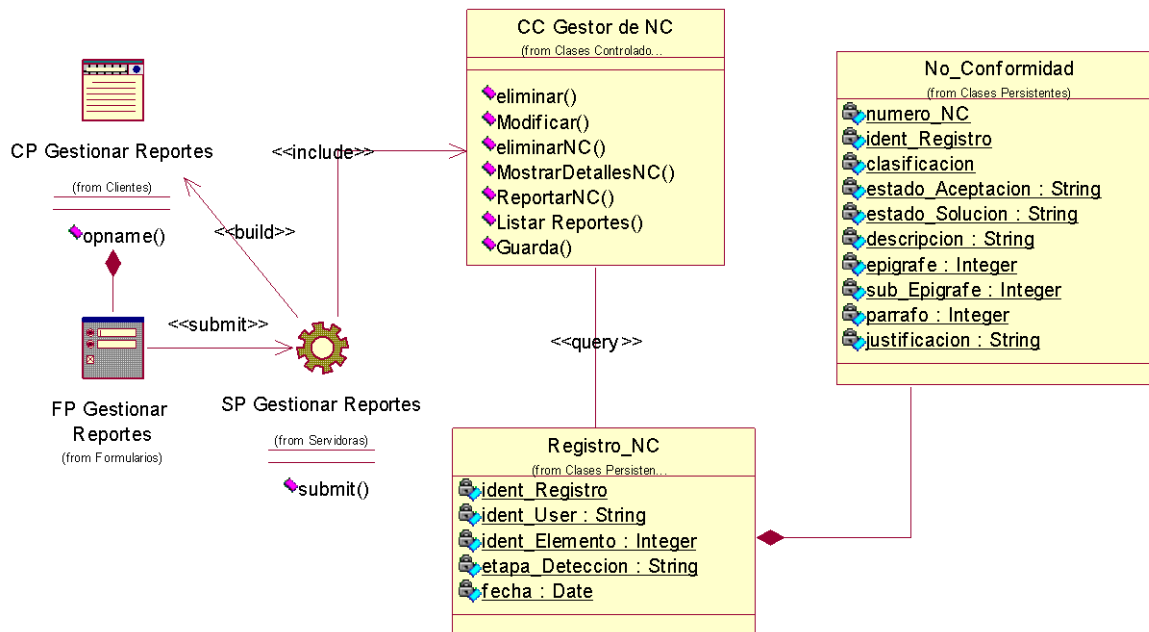 CP Gestionar Reportes
(from Clientes)
opname()
<<build>>
<<include>>
<<submit>>
FP Gestionar
Reportes
(from Formularios)
SP Gestionar Reportes
(from Servidoras)
submit()
CC Gestor de NC
(from Clases Controlado...
eliminar()
Modificar()
eliminarNC()
MostrarDetallesNC()
ReportarNC()
Listar Reportes()
Guarda()
<<query>>
Registro_NC
(from Clases Persisten...
ident_Registro
ident_User : String
ident_Elemento : Integer
etapa_Deteccion : String
fecha : Date
No_Conformidad
(from Clases Persistentes)
numero_NC
ident_Registro
clasificacion
estado_Aceptacion : String
estado_Solucion : String
descripcion : String
epigrafe : Integer
sub_Epigrafe : Integer
parrafo : Integer
justificacion : String